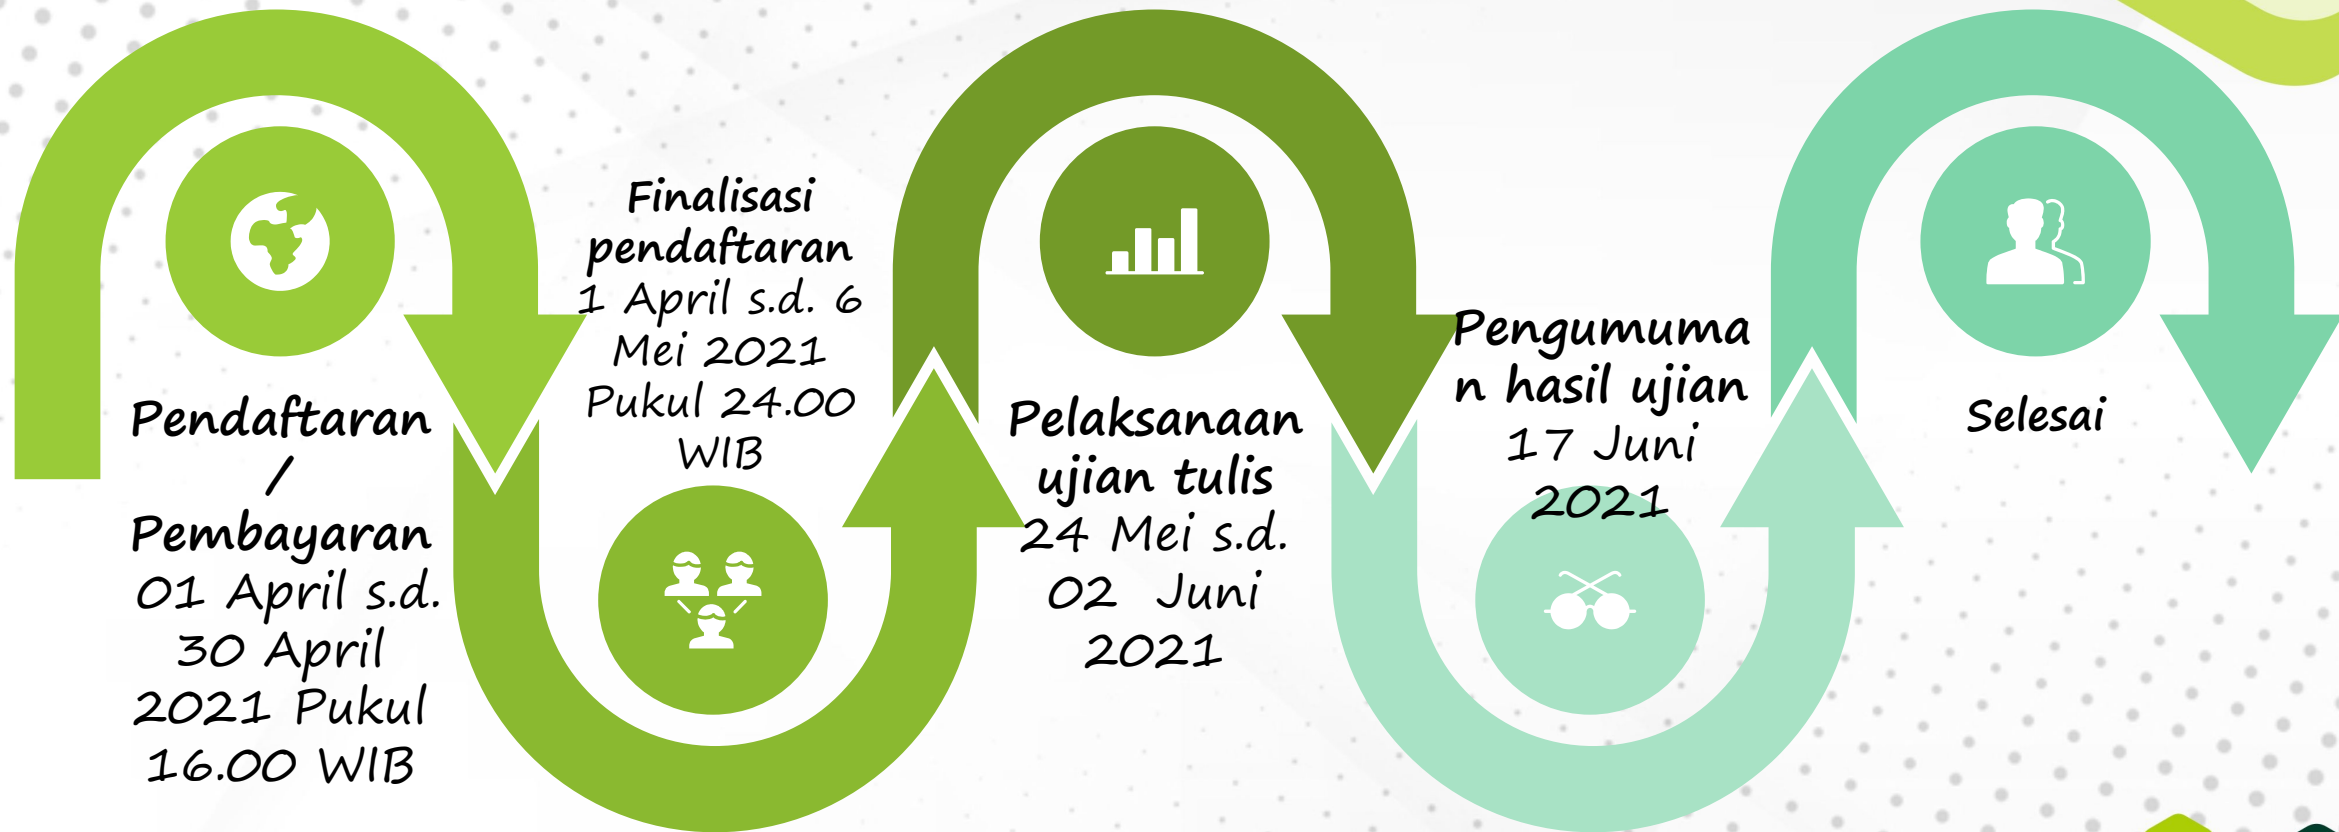 Pendaftaran
/
Pembayaran
01 April s.d.
30 April
2021 Pukul
16.00 WIB
Finalisasi
pendaftaran
1 April s.d. 6
Mei 2021
Pukul 24.00
WIB
Pelaksanaan
ujian tulis
24 Mei s.d.
02 Juni
2021
Pengumuma
n hasil ujian
17 Juni
2021
Selesai